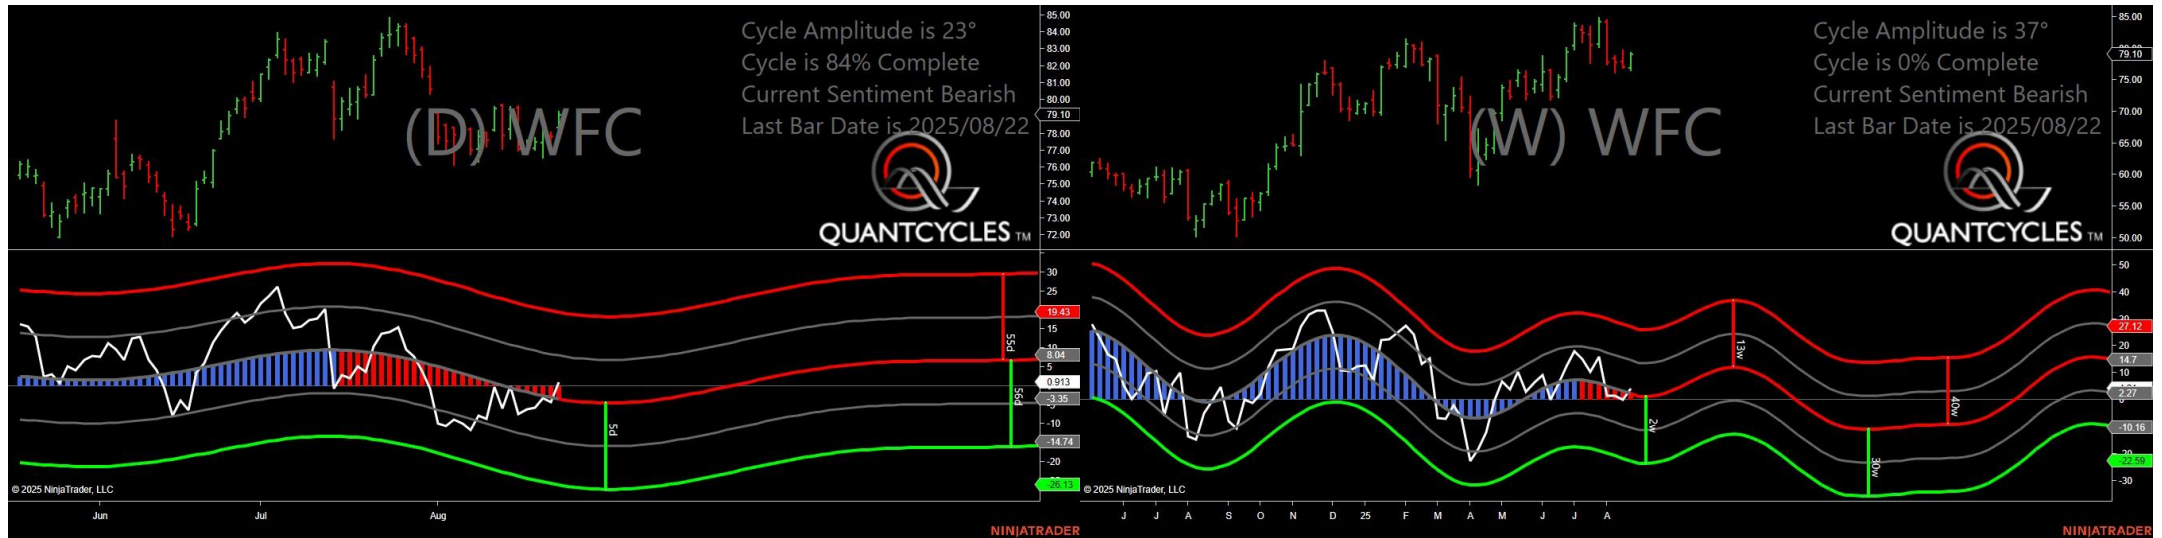 Cycle Amplitude is 23°
Cycle is 84% Complete
Current Sentiment Bearish
Last Bar Date is 2025/08/22
(D) WFC
QUANTCYCLES TM
85.00
84.00
83.00
82.00
81.00
80.00
79.10
78.00
77.00
76.00
75.00
74.00
73.00
72.00
30
25
19.43
15
10
8.04
5
0.913
-3.35
-10
-14.74
-20
-26.13
5d
55d
56d
© 2025 NinjaTrader, LLC
Jun Jul Aug
NINJATRADER
Cycle Amplitude is 37°
Cycle is 0% Complete
Current Sentiment Bearish
Last Bar Date is 2025/08/22
(W) WFC
QUANTCYCLES TM
85.00
79.10
75.00
70.00
65.00
60.00
55.00
50.00
50
40
27.12
20
14.7
10
2.27
-10.16
-22.59
-30
2w
13w
30w
40w
© 2025 NinjaTrader, LLC
J J A S O N D 25 F M A M J J A
NINJATRADER